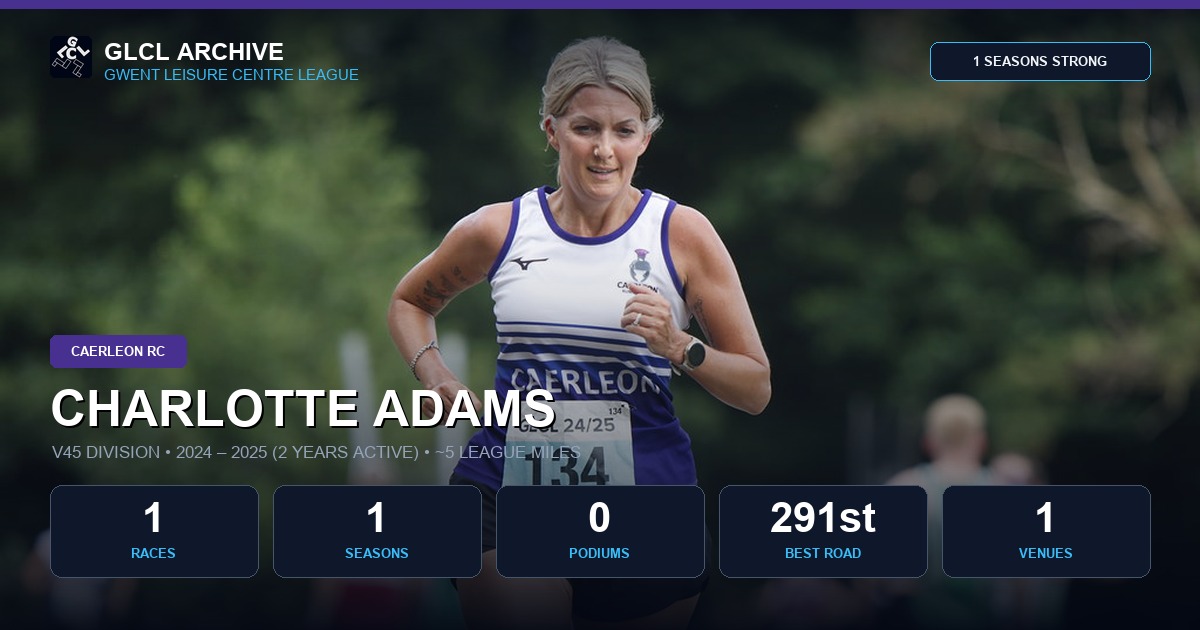 GLCL ARCHIVE
GWENT LEISURE CENTRE LEAGUE
1 SEASONS STRONG
CAERLEON
134
GLCL 24/25
134
CAERLEON RC
CHARLOTTE ADAMS
V45 DIVISION • 2024 – 2025 (2 YEARS ACTIVE) • ~5 LEAGUE MILES
1
RACES
1
SEASONS
0
PODIUMS
291st
BEST ROAD
1
VENUES